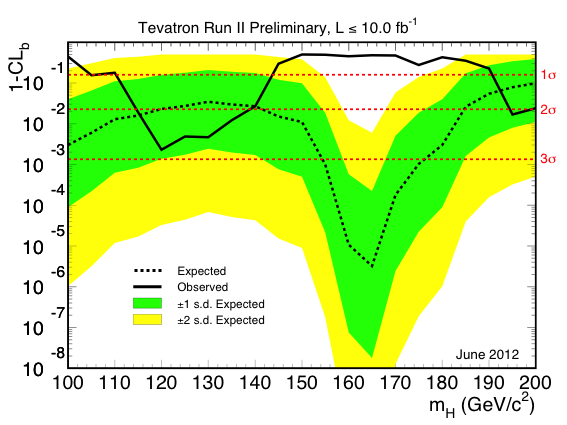 Tevatron Run II Preliminary, L ≤ 10.0 fb⁻¹
1-CL_b
1
10⁻¹
10⁻²
10⁻³
10⁻⁴
10⁻⁵
10⁻⁶
10⁻⁷
10⁻⁸
1σ
2σ
3σ
Expected
Observed
±1 s.d. Expected
±2 s.d. Expected
June 2012
100 110 120 130 140 150 160 170 180 190 200
m_H (GeV/c²)